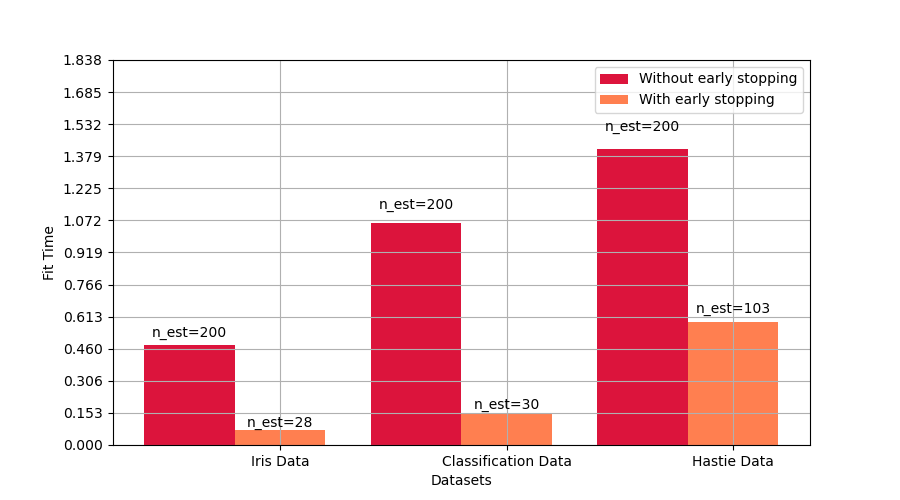 1.838
1.685
1.532
1.379
1.225
1.072
0.919
0.766
0.613
0.460
0.306
0.153
0.000
Fit Time
Without early stopping
With early stopping
n_est=200
n_est=28
n_est=200
n_est=30
n_est=200
n_est=103
Iris Data
Classification Data
Hastie Data
Datasets